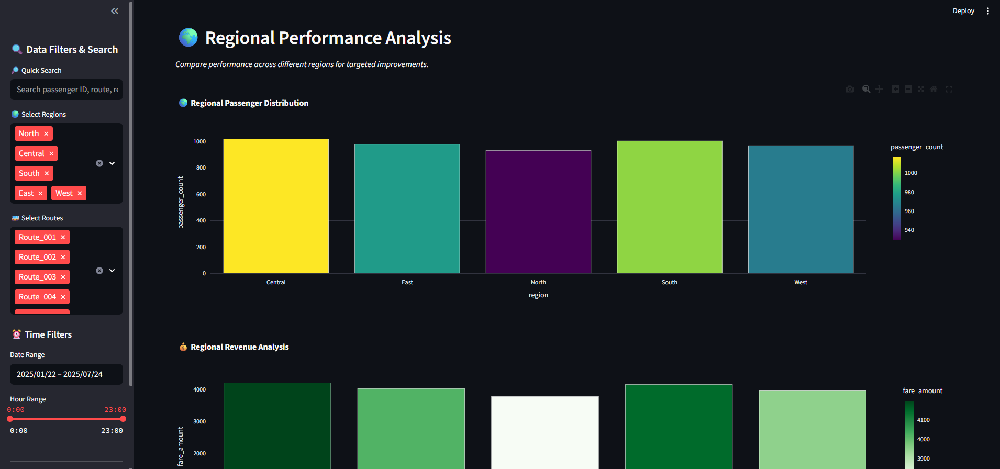 Deploy
Data Filters & Search
Quick Search
Search passenger ID, route, re
Select Regions
North ×
Central ×
South ×
East × West ×
Select Routes
Route_001 ×
Route_002 ×
Route_003 ×
Route_004 ×
Time Filters
Date Range
2025/01/22 – 2025/07/24
Hour Range
0:00 23:00
0:00 23:00
Regional Performance Analysis
Compare performance across different regions for targeted improvements.
Regional Passenger Distribution
passenger_count
1000
800
600
400
200
0
Central East North South West
region
passenger_count
1000
980
960
940
Regional Revenue Analysis
fare_amount
4000
3000
2000
fare_amount
4100
4000
3900